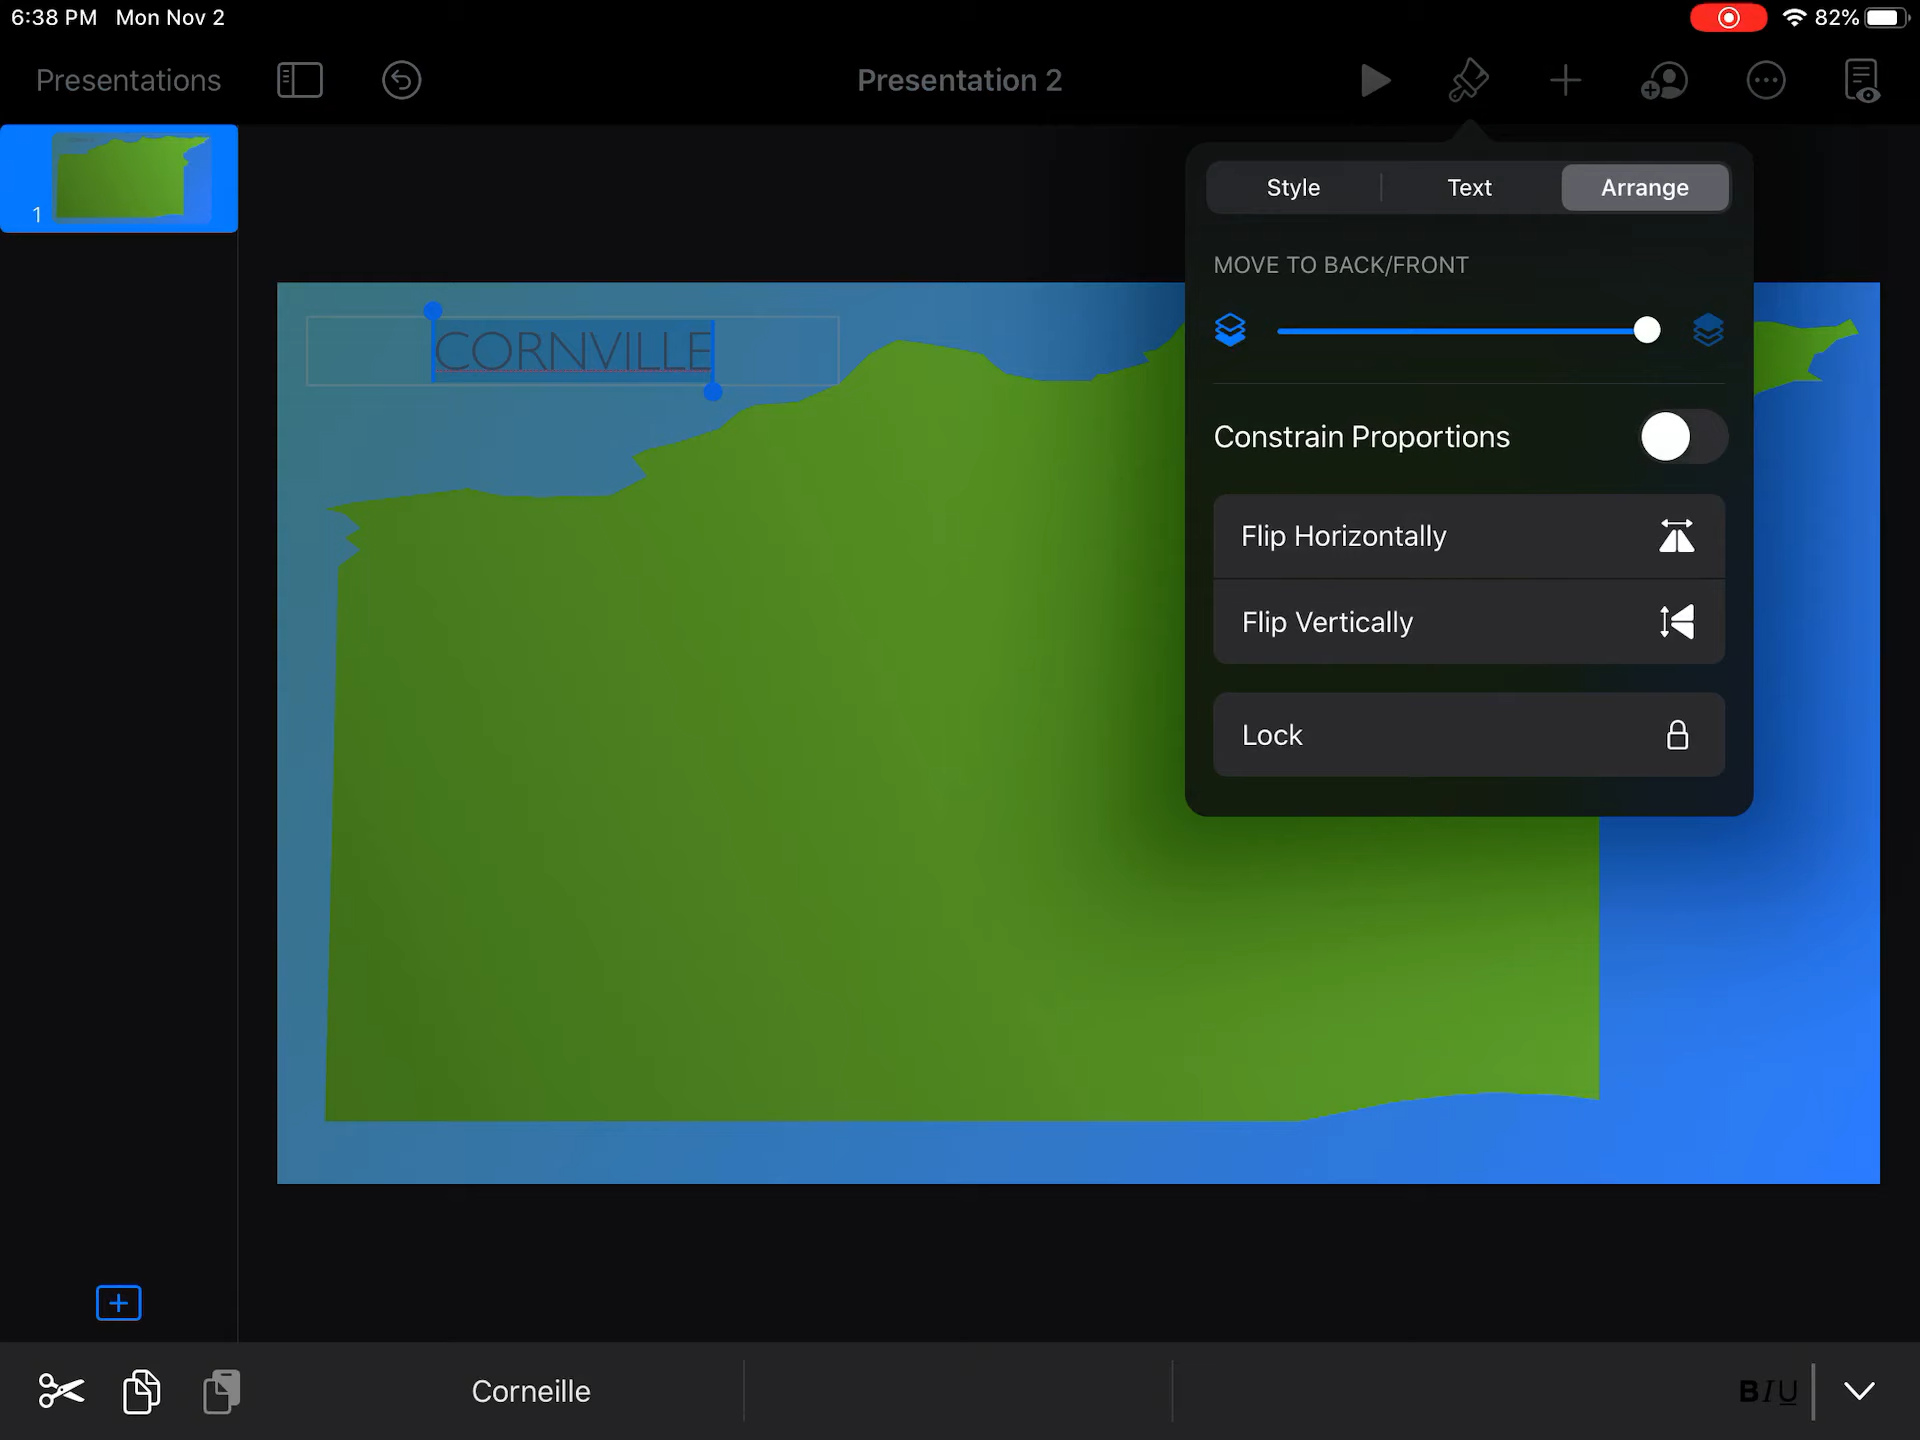 6:38 PM Mon Nov 2
82%
Presentations
Presentation 2
Style
Text
Arrange
MOVE TO BACK/FRONT
Constrain Proportions
Flip Horizontally
Flip Vertically
Lock
1
CORNVILLE
Corneille
BIU